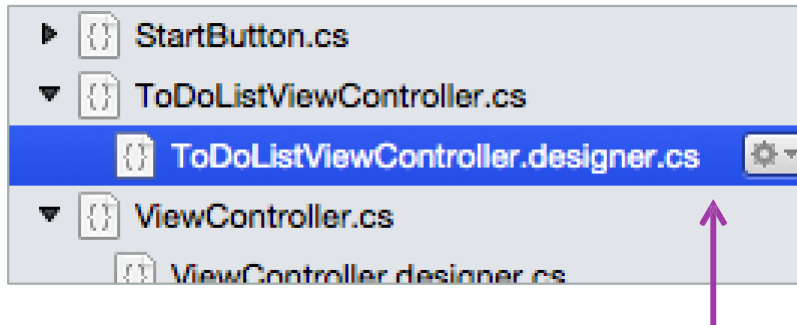 StartButton.cs
ToDoListViewController.cs
ToDoListViewController.designer.cs
ViewController.cs
ViewController.designer.cs